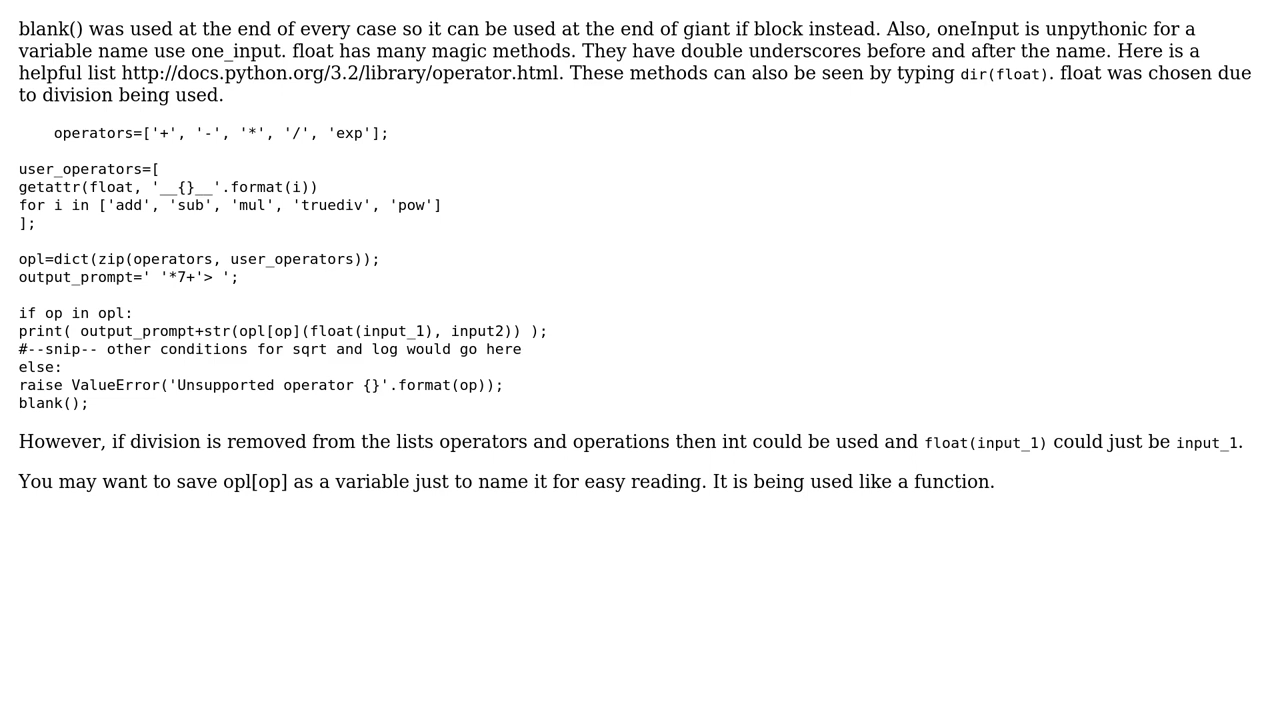 blank() was used at the end of every case so it can be used at the end of giant if block instead. Also, oneInput is unpythonic for a
variable name use one_input. float has many magic methods. They have double underscores before and after the name. Here is a
helpful list http://docs.python.org/3.2/library/operator.html. These methods can also be seen by typing dir(float). float was chosen due
to division being used.
    operators=['+', '-', '*', '/', 'exp'];
user_operators=[
getattr(float, '__{}__'.format(i))
for i in ['add', 'sub', 'mul', 'truediv', 'pow']
];
opl=dict(zip(operators, user_operators));
output_prompt=' '*7+'> ';
if op in opl:
print( output_prompt+str(opl[op](float(input_1), input2)) );
#--snip-- other conditions for sqrt and log would go here
else:
raise ValueError('Unsupported operator {}'.format(op));
blank();
However, if division is removed from the lists operators and operations then int could be used and float(input_1) could just be input_1.
You may want to save opl[op] as a variable just to name it for easy reading. It is being used like a function.